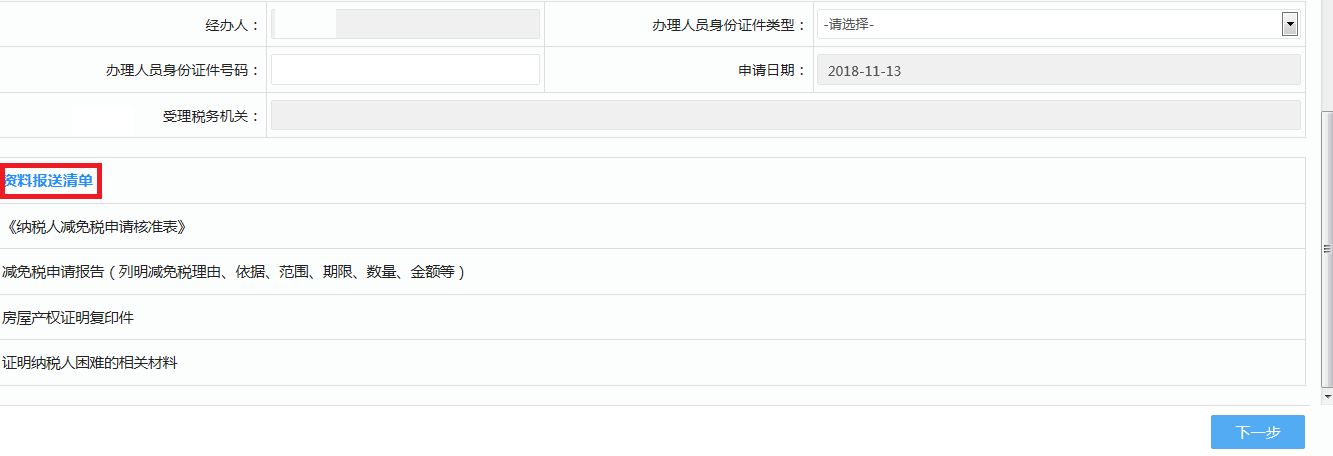 经办人：
办理人员身份证件类型： -请选择-
办理人员身份证件号码：
申请日期： 2018-11-13
受理税务机关：
资料报送清单
《纳税人减免税申请核准表》
减免税申请报告（列明减免税理由、依据、范围、期限、数量、金额等）
房屋产权证明复印件
证明纳税人困难的相关材料
下一步